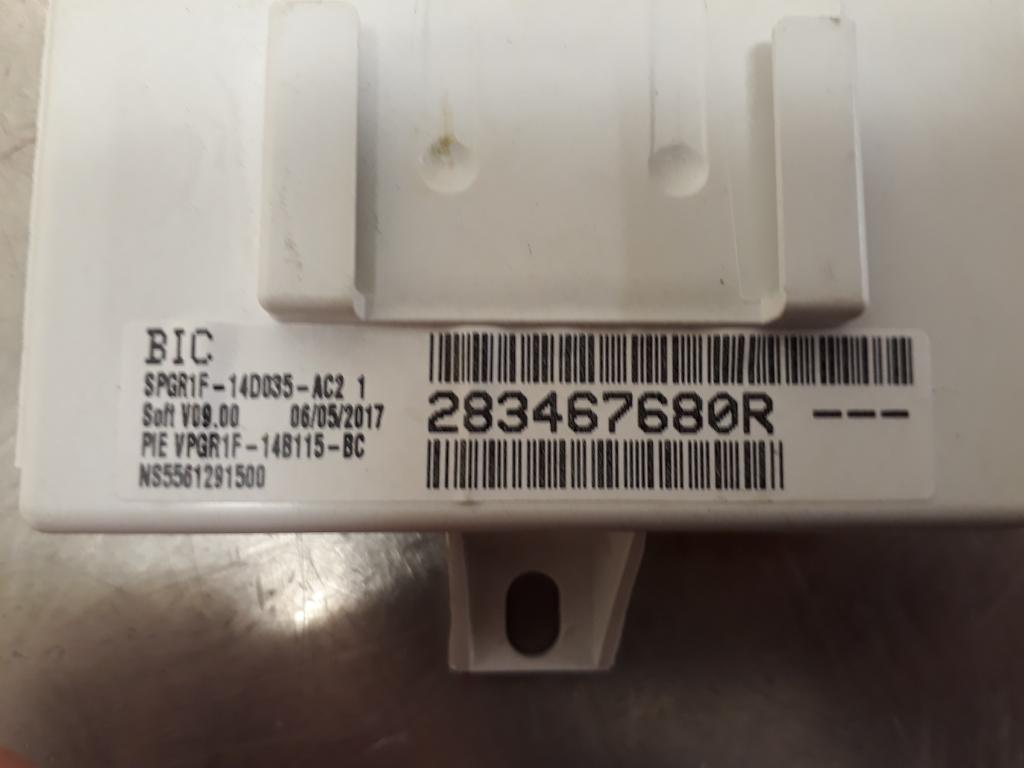 BIC
SPGR1F-14D035-AC2 1
Soft V09.00 06/05/2017
PIE VPGR1F-14B115-BC
NS5561291500
283467680R ---